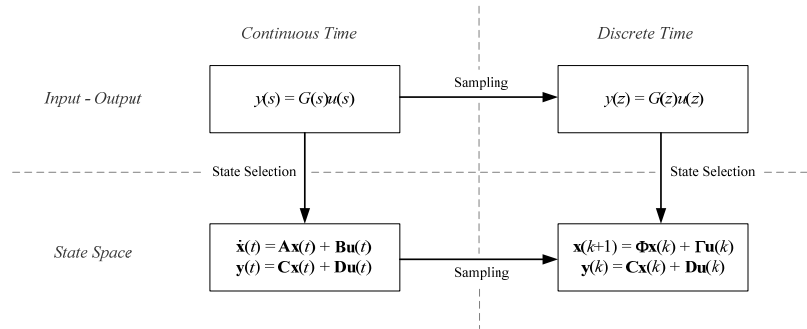 Continuous Time
Discrete Time
Input - Output
y(s) = G(s)u(s)
Sampling
y(z) = G(z)u(z)
State Selection
State Selection
State Space
ẋ(t) = Ax(t) + Bu(t)
y(t) = Cx(t) + Du(t)
Sampling
x(k+1) = Φx(k) + Γu(k)
y(k) = Cx(k) + Du(k)